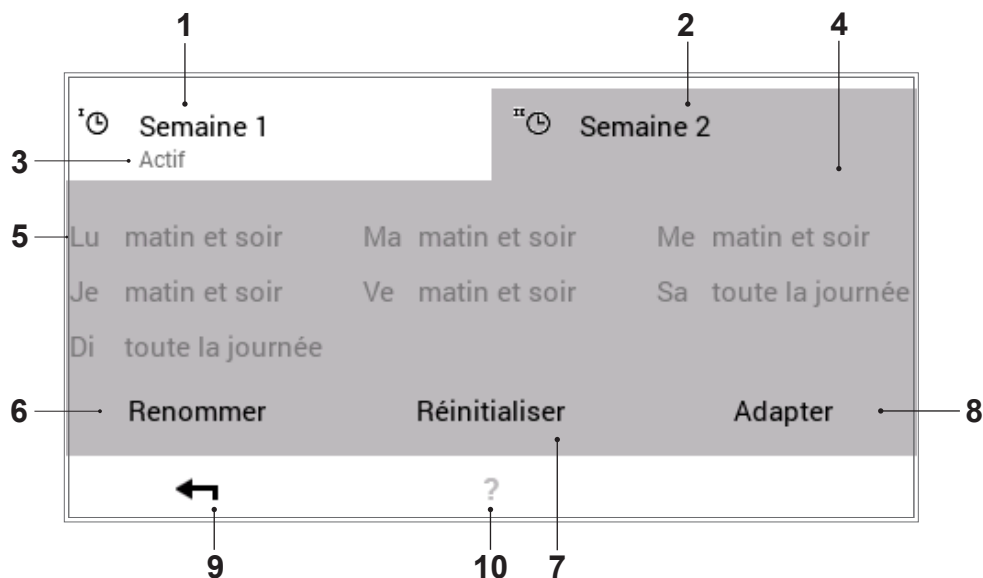 1 2 4
I Semaine 1 II Semaine 2
3 Actif
5 Lu matin et soir Ma matin et soir Me matin et soir
Je matin et soir Ve matin et soir Sa toute la journée
Di toute la journée
6 Renommer Réinitialiser Adapter 8
?
9 10 7